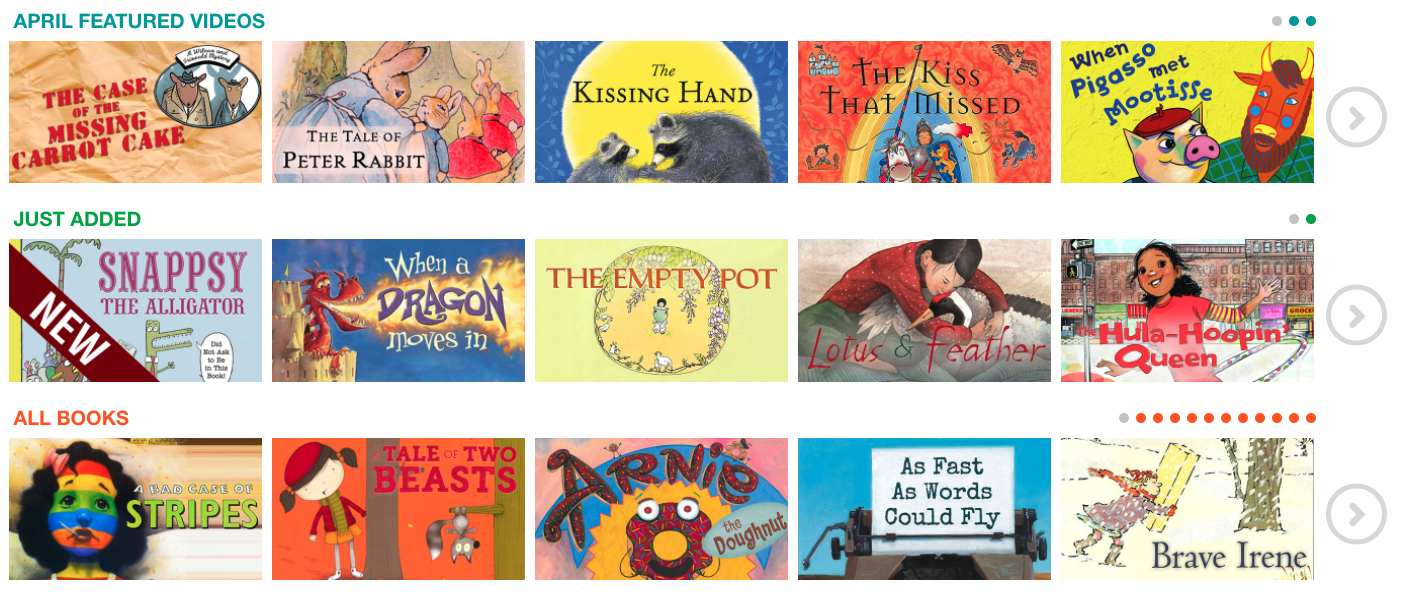 APRIL FEATURED VIDEOS
A Wilcox and
Griswold Mystery
THE CASE
OF THE
MISSING
CARROT CAKE
THE TALE OF
PETER RABBIT
The
KISSING HAND
THE KISS
THAT MISSED
When
Pigasso
met
Mootisse
JUST ADDED
NEW
SNAPPSY
THE ALLIGATOR
Did
Not Ask
to Be
in This
Book!
When a
DRAGON
moves in
THE EMPTY POT
Lotus & Feather
The
Hula-Hoopin'
Queen
GROCE
ALL BOOKS
A BAD CASE OF
STRIPES
A TALE OF TWO
BEASTS
ARNIE
the
Doughnut
As Fast
As Words
Could Fly
Brave Irene